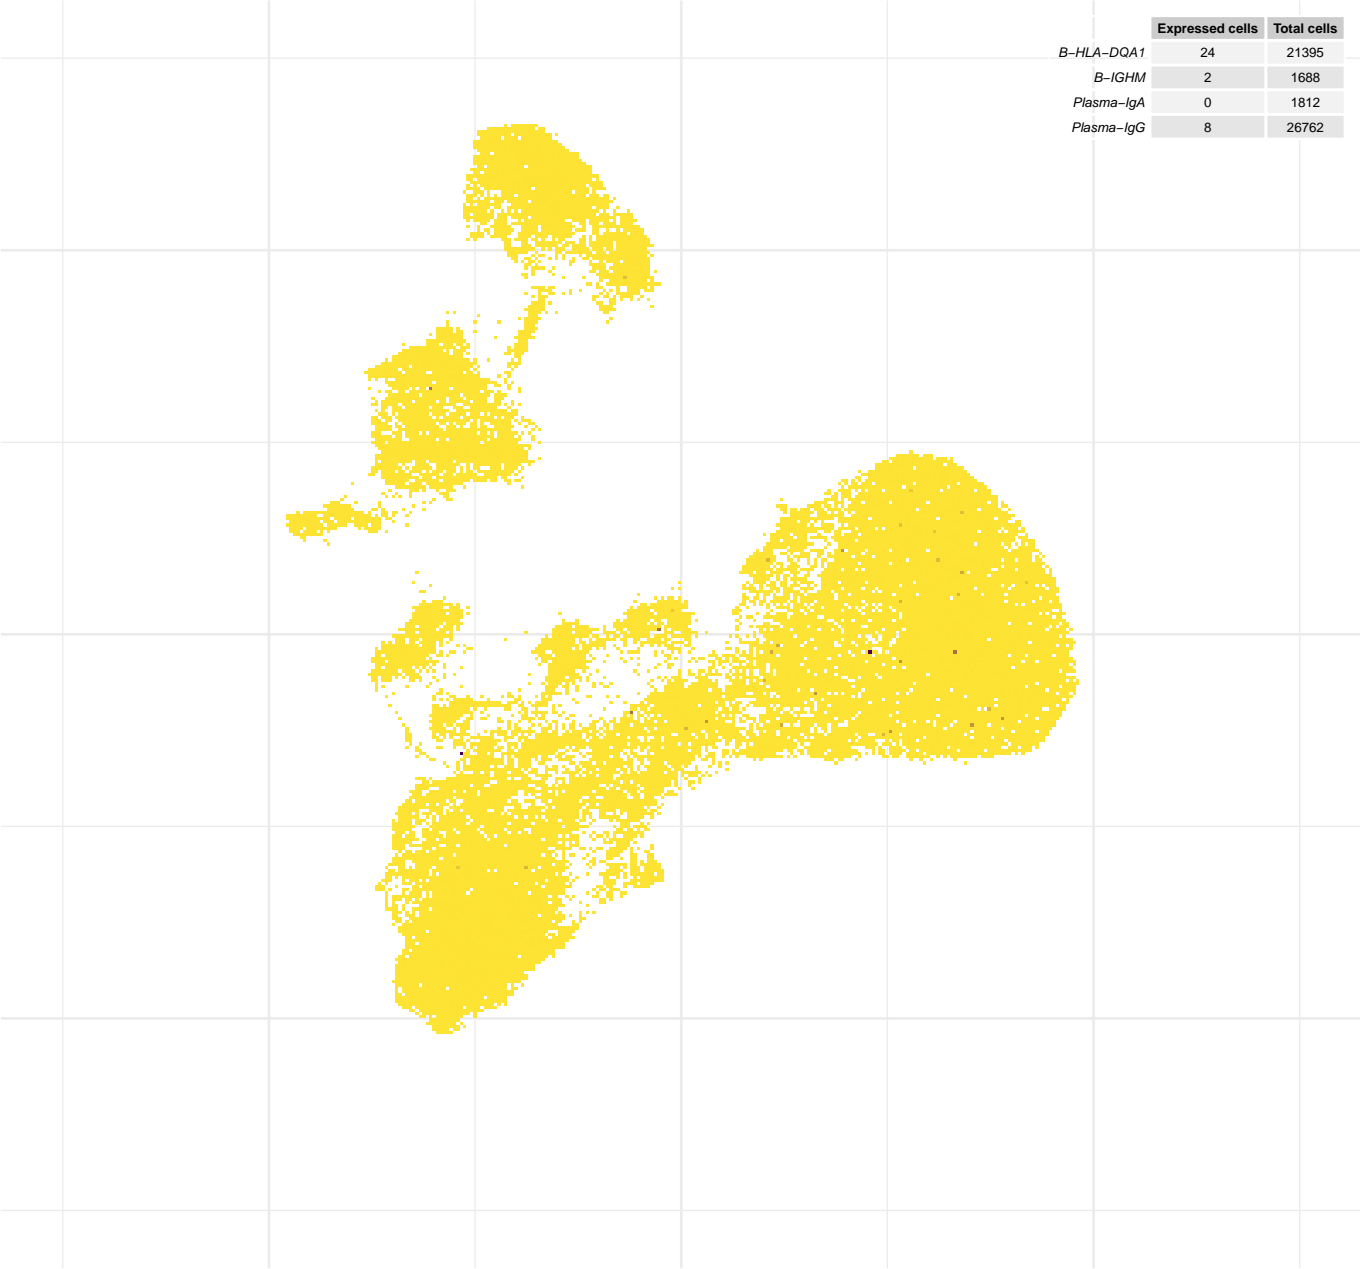 Expressed cells Total cells
B−HLA−DQA1 24 21395
B−IGHM 2 1688
Plasma−IgA 0 1812
Plasma−IgG 8 26762